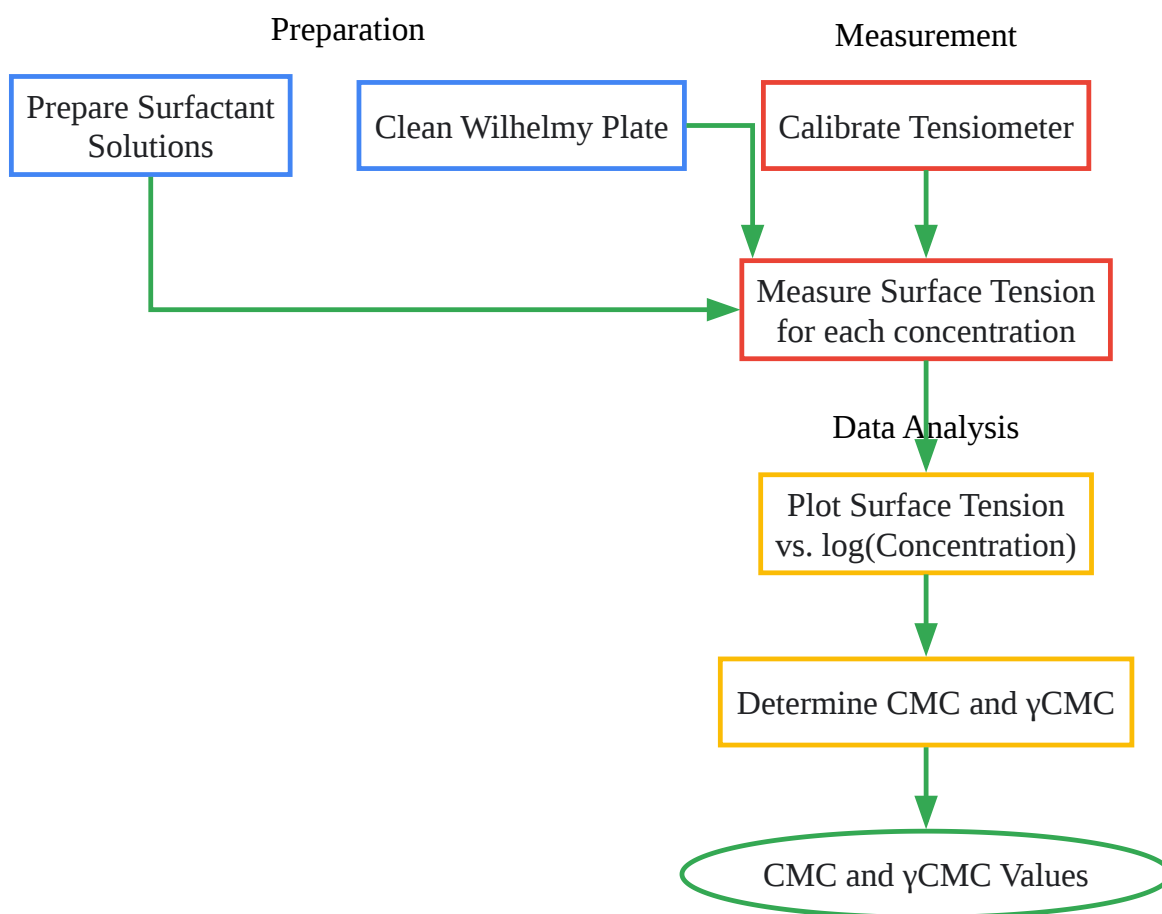 Preparation
Measurement
Prepare Surfactant
Solutions
Clean Wilhelmy Plate
Calibrate Tensiometer
Measure Surface Tension
for each concentration
Data Analysis
Plot Surface Tension
vs. log(Concentration)
Determine CMC and γCMC
CMC and γCMC Values